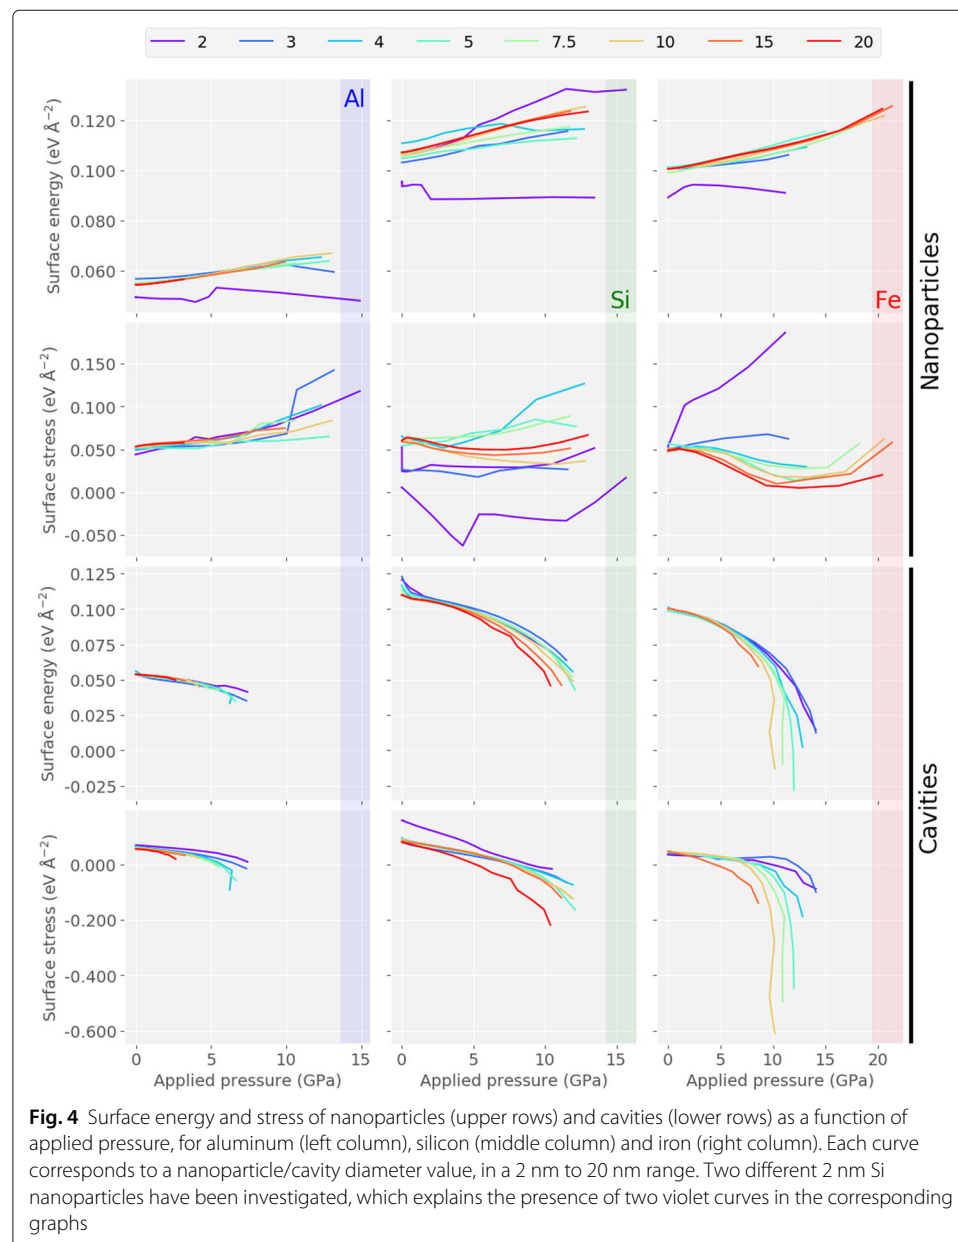 2 3 4 5 7.5 10 15 20
Al
Si
Fe
Surface energy (eV Å⁻²)
0.120
0.100
0.080
0.060
Nanoparticles
Surface stress (eV Å⁻²)
0.150
0.100
0.050
0.000
-0.050
Surface energy (eV Å⁻²)
0.125
0.100
0.075
0.050
0.025
0.000
-0.025
Cavities
Surface stress (eV Å⁻²)
0.000
-0.200
-0.400
-0.600
0 5 10 15 0 5 10 15 0 5 10 15 20
Applied pressure (GPa) Applied pressure (GPa) Applied pressure (GPa)
Fig. 4 Surface energy and stress of nanoparticles (upper rows) and cavities (lower rows) as a function of
applied pressure, for aluminum (left column), silicon (middle column) and iron (right column). Each curve
corresponds to a nanoparticle/cavity diameter value, in a 2 nm to 20 nm range. Two different 2 nm Si
nanoparticles have been investigated, which explains the presence of two violet curves in the corresponding
graphs